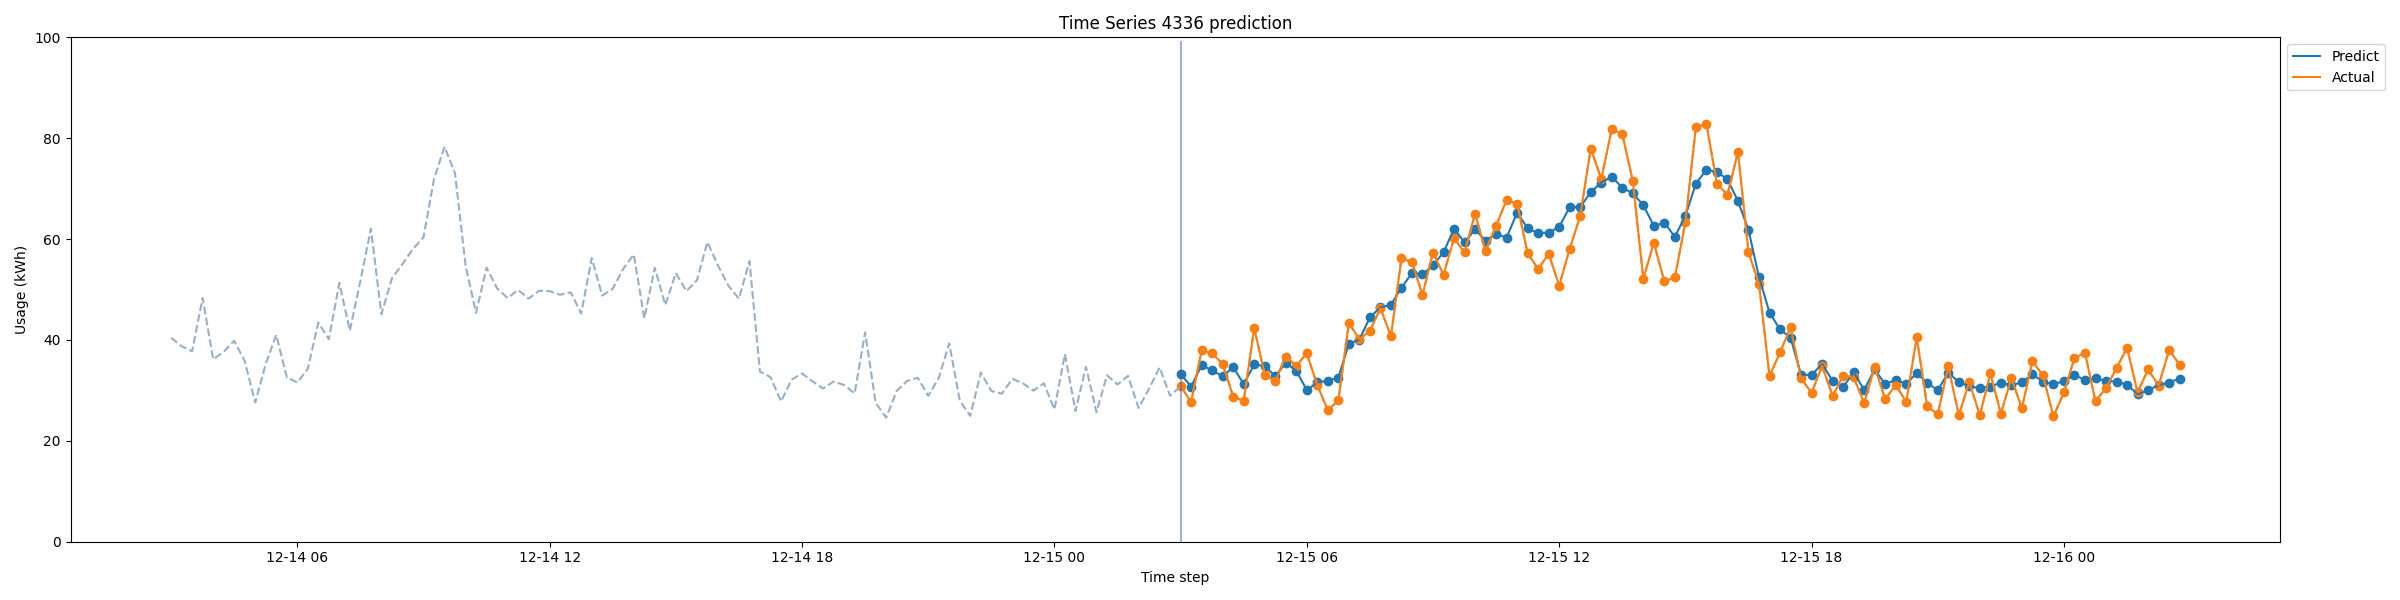 Time Series 4336 prediction
100
80
60
40
20
0
Usage (kWh)
12-14 06
12-14 12
12-14 18
12-15 00
12-15 06
12-15 12
12-15 18
12-16 00
Time step
Predict
Actual